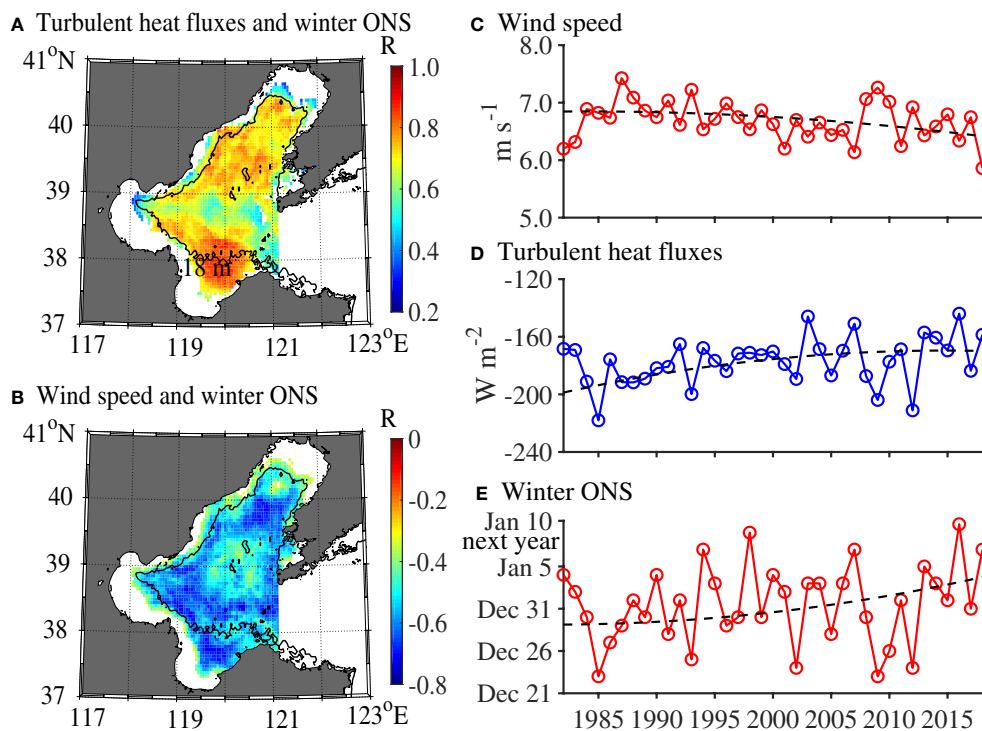 A Turbulent heat fluxes and winter ONS
R
41°N
40
39
38
37
18 m
117
119
121
123°E
1.0
0.8
0.6
0.4
0.2
B Wind speed and winter ONS
R
41°N
40
39
38
37
117
119
121
123°E
0
-0.2
-0.4
-0.6
-0.8
C Wind speed
8.0
7.0
6.0
5.0
m s⁻¹
D Turbulent heat fluxes
-120
-160
-200
-240
W m⁻²
E Winter ONS
Jan 10
next year
Jan 5
Dec 31
Dec 26
Dec 21
1985 1990 1995 2000 2005 2010 2015